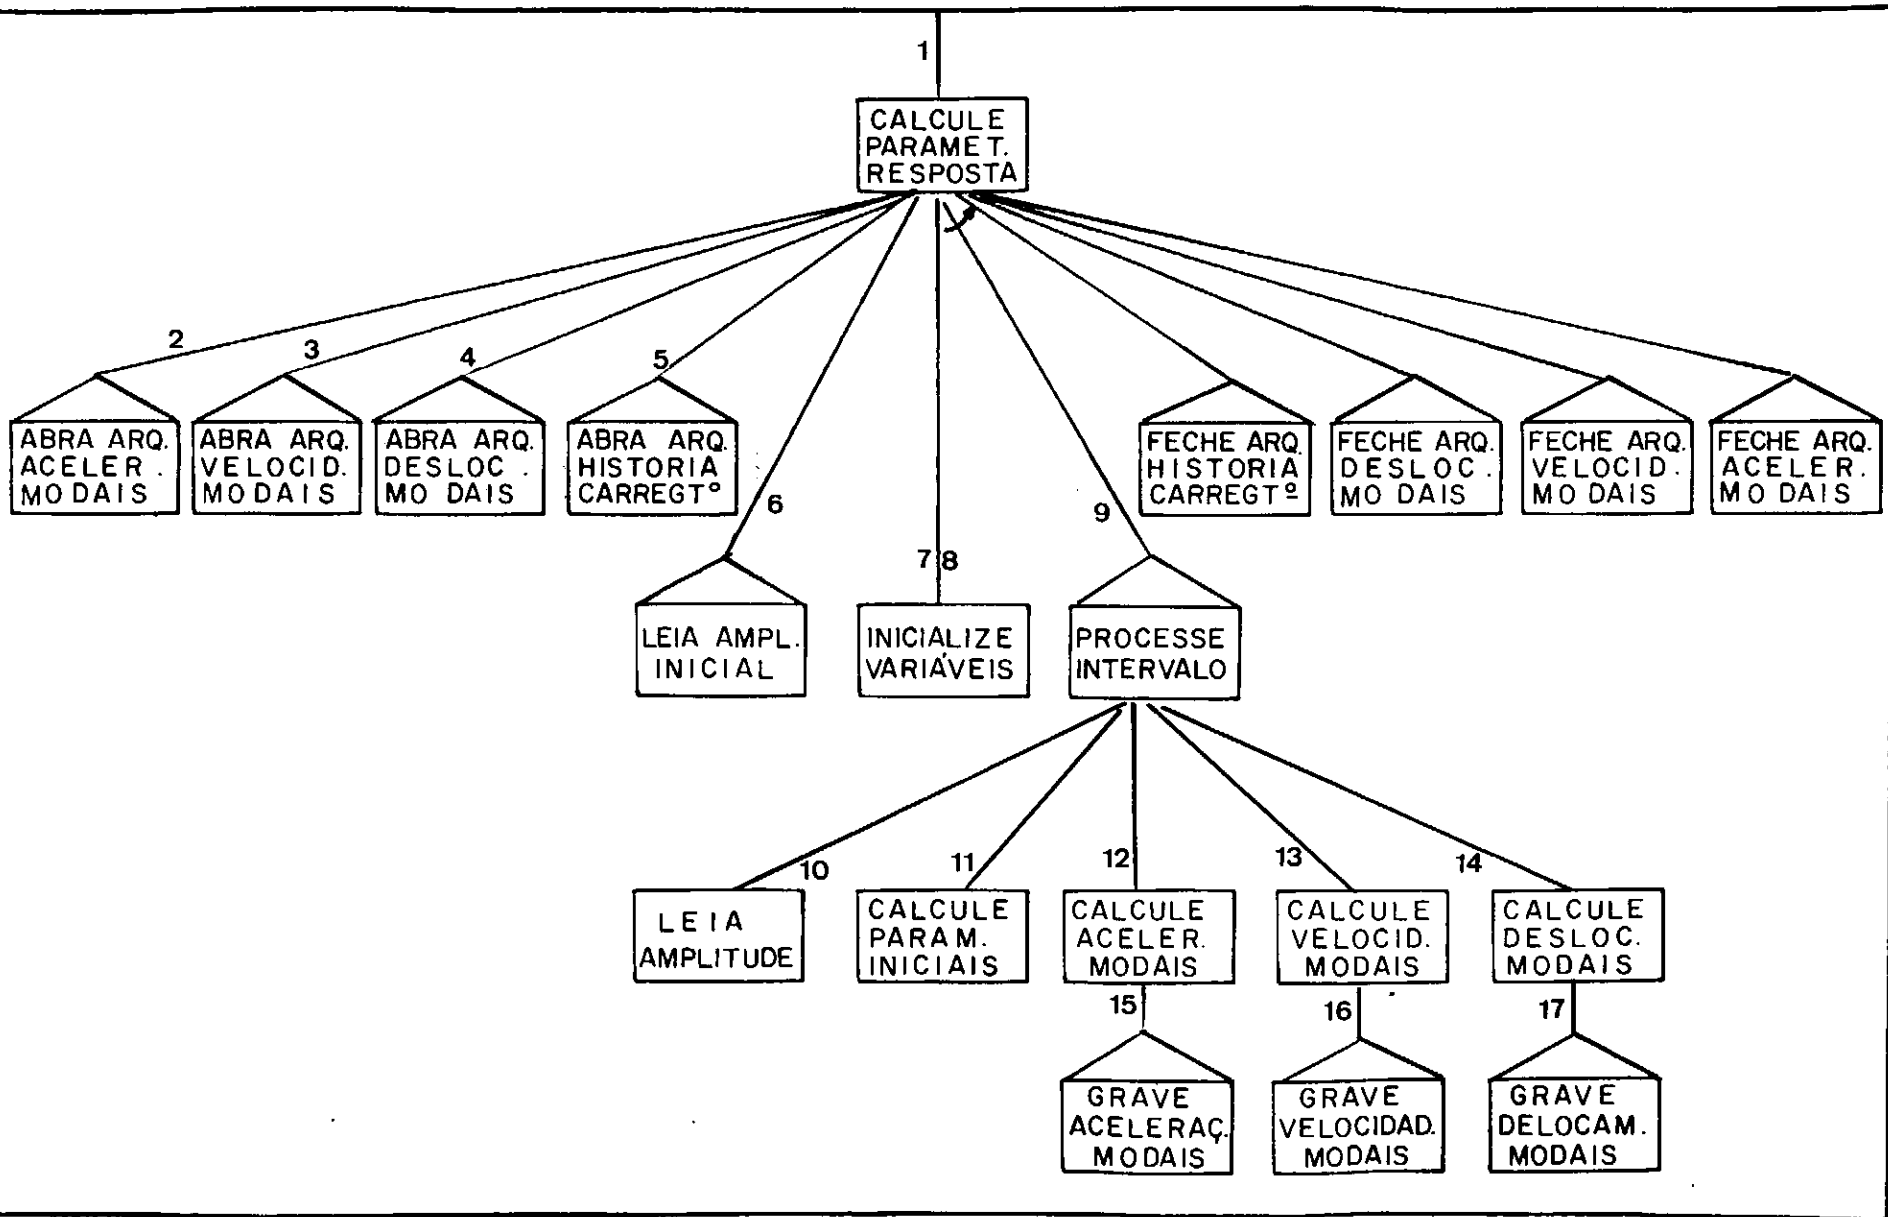 1
CALCULE
PARAMET.
RESPOSTA
2
3
4
5
ABRA ARQ.
ACELER.
MODAIS
ABRA ARQ.
VELOCID.
MODAIS
ABRA ARQ.
DESLOC.
MODAIS
ABRA ARQ.
HISTORIA
CARREGTº
FECHE ARQ.
HISTORIA
CARREGTº
FECHE ARQ.
DESLOC.
MODAIS
FECHE ARQ.
VELOCID.
MODAIS
FECHE ARQ.
ACELER.
MODAIS
6
7 8
9
LEIA AMPL.
INICIAL
INICIALIZE
VARIÁVEIS
PROCESSE
INTERVALO
10
11
12
13
14
LEIA
AMPLITUDE
CALCULE
PARAM.
INICIAIS
CALCULE
ACELER.
MODAIS
CALCULE
VELOCID.
MODAIS
CALCULE
DESLOC.
MODAIS
15
16
17
GRAVE
ACELERAÇ.
MODAIS
GRAVE
VELOCIDAD.
MODAIS
GRAVE
DELOCAM.
MODAIS